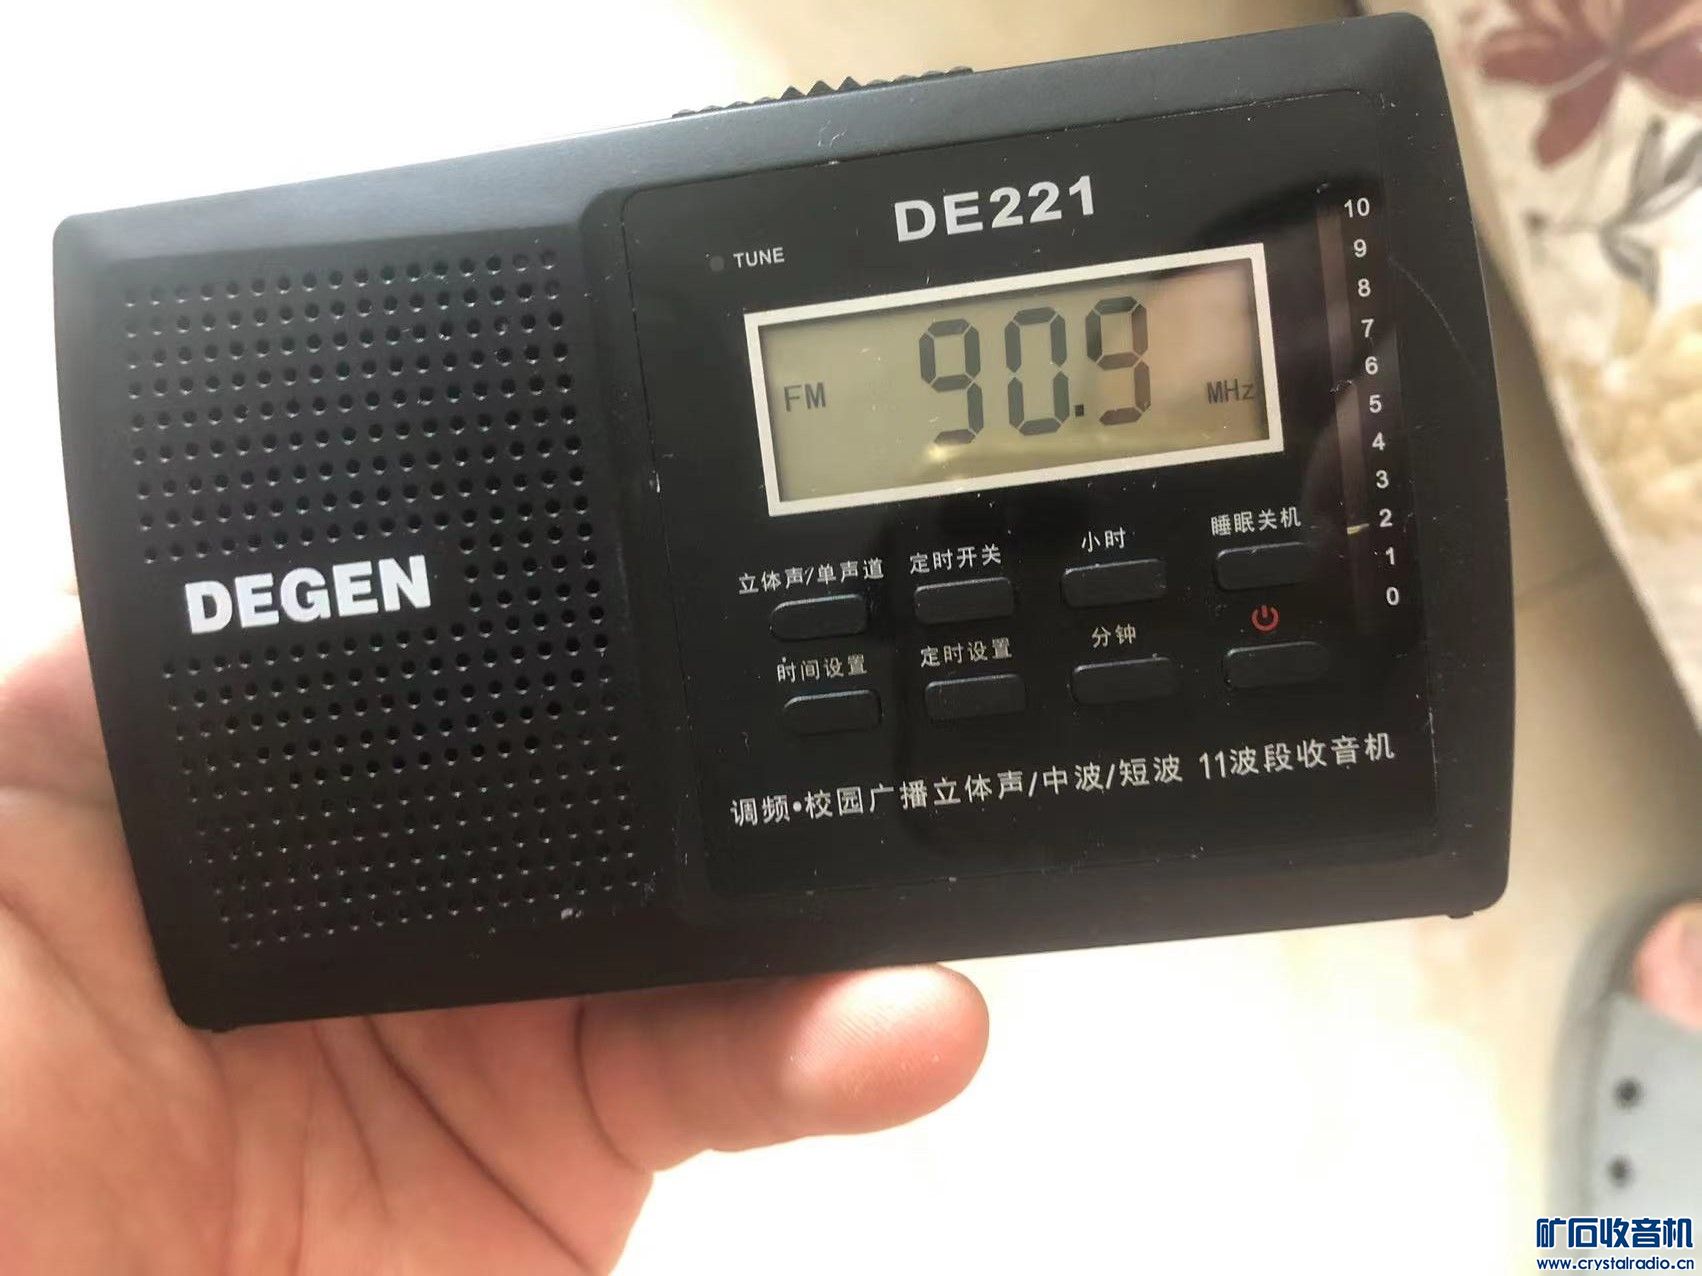 DE221
TUNE
FM 90.9 MHz
10
9
8
7
6
5
4
3
2
1
0
DEGEN
立体声/单声道 定时开关 小时 睡眠关机
时间设置 定时设置 分钟
调频·校园广播立体声/中波/短波 11波段收音机
矿石收音机
www.crystalradio.cn